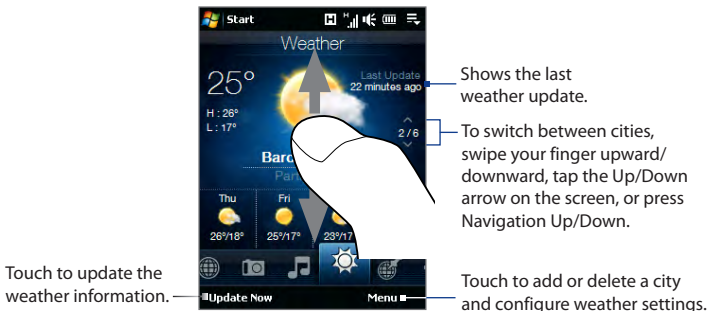 Start
H
H
Weather
25°
Last Update
22 minutes ago
H : 26°
L : 17°
2 / 6
Thu
Fri
26°/18°
25°/17°
23°/17
Update Now
Menu
Shows the last
weather update.
To switch between cities,
swipe your finger upward/
downward, tap the Up/Down
arrow on the screen, or press
Navigation Up/Down.
Touch to update the
weather information.
Touch to add or delete a city
and configure weather settings.